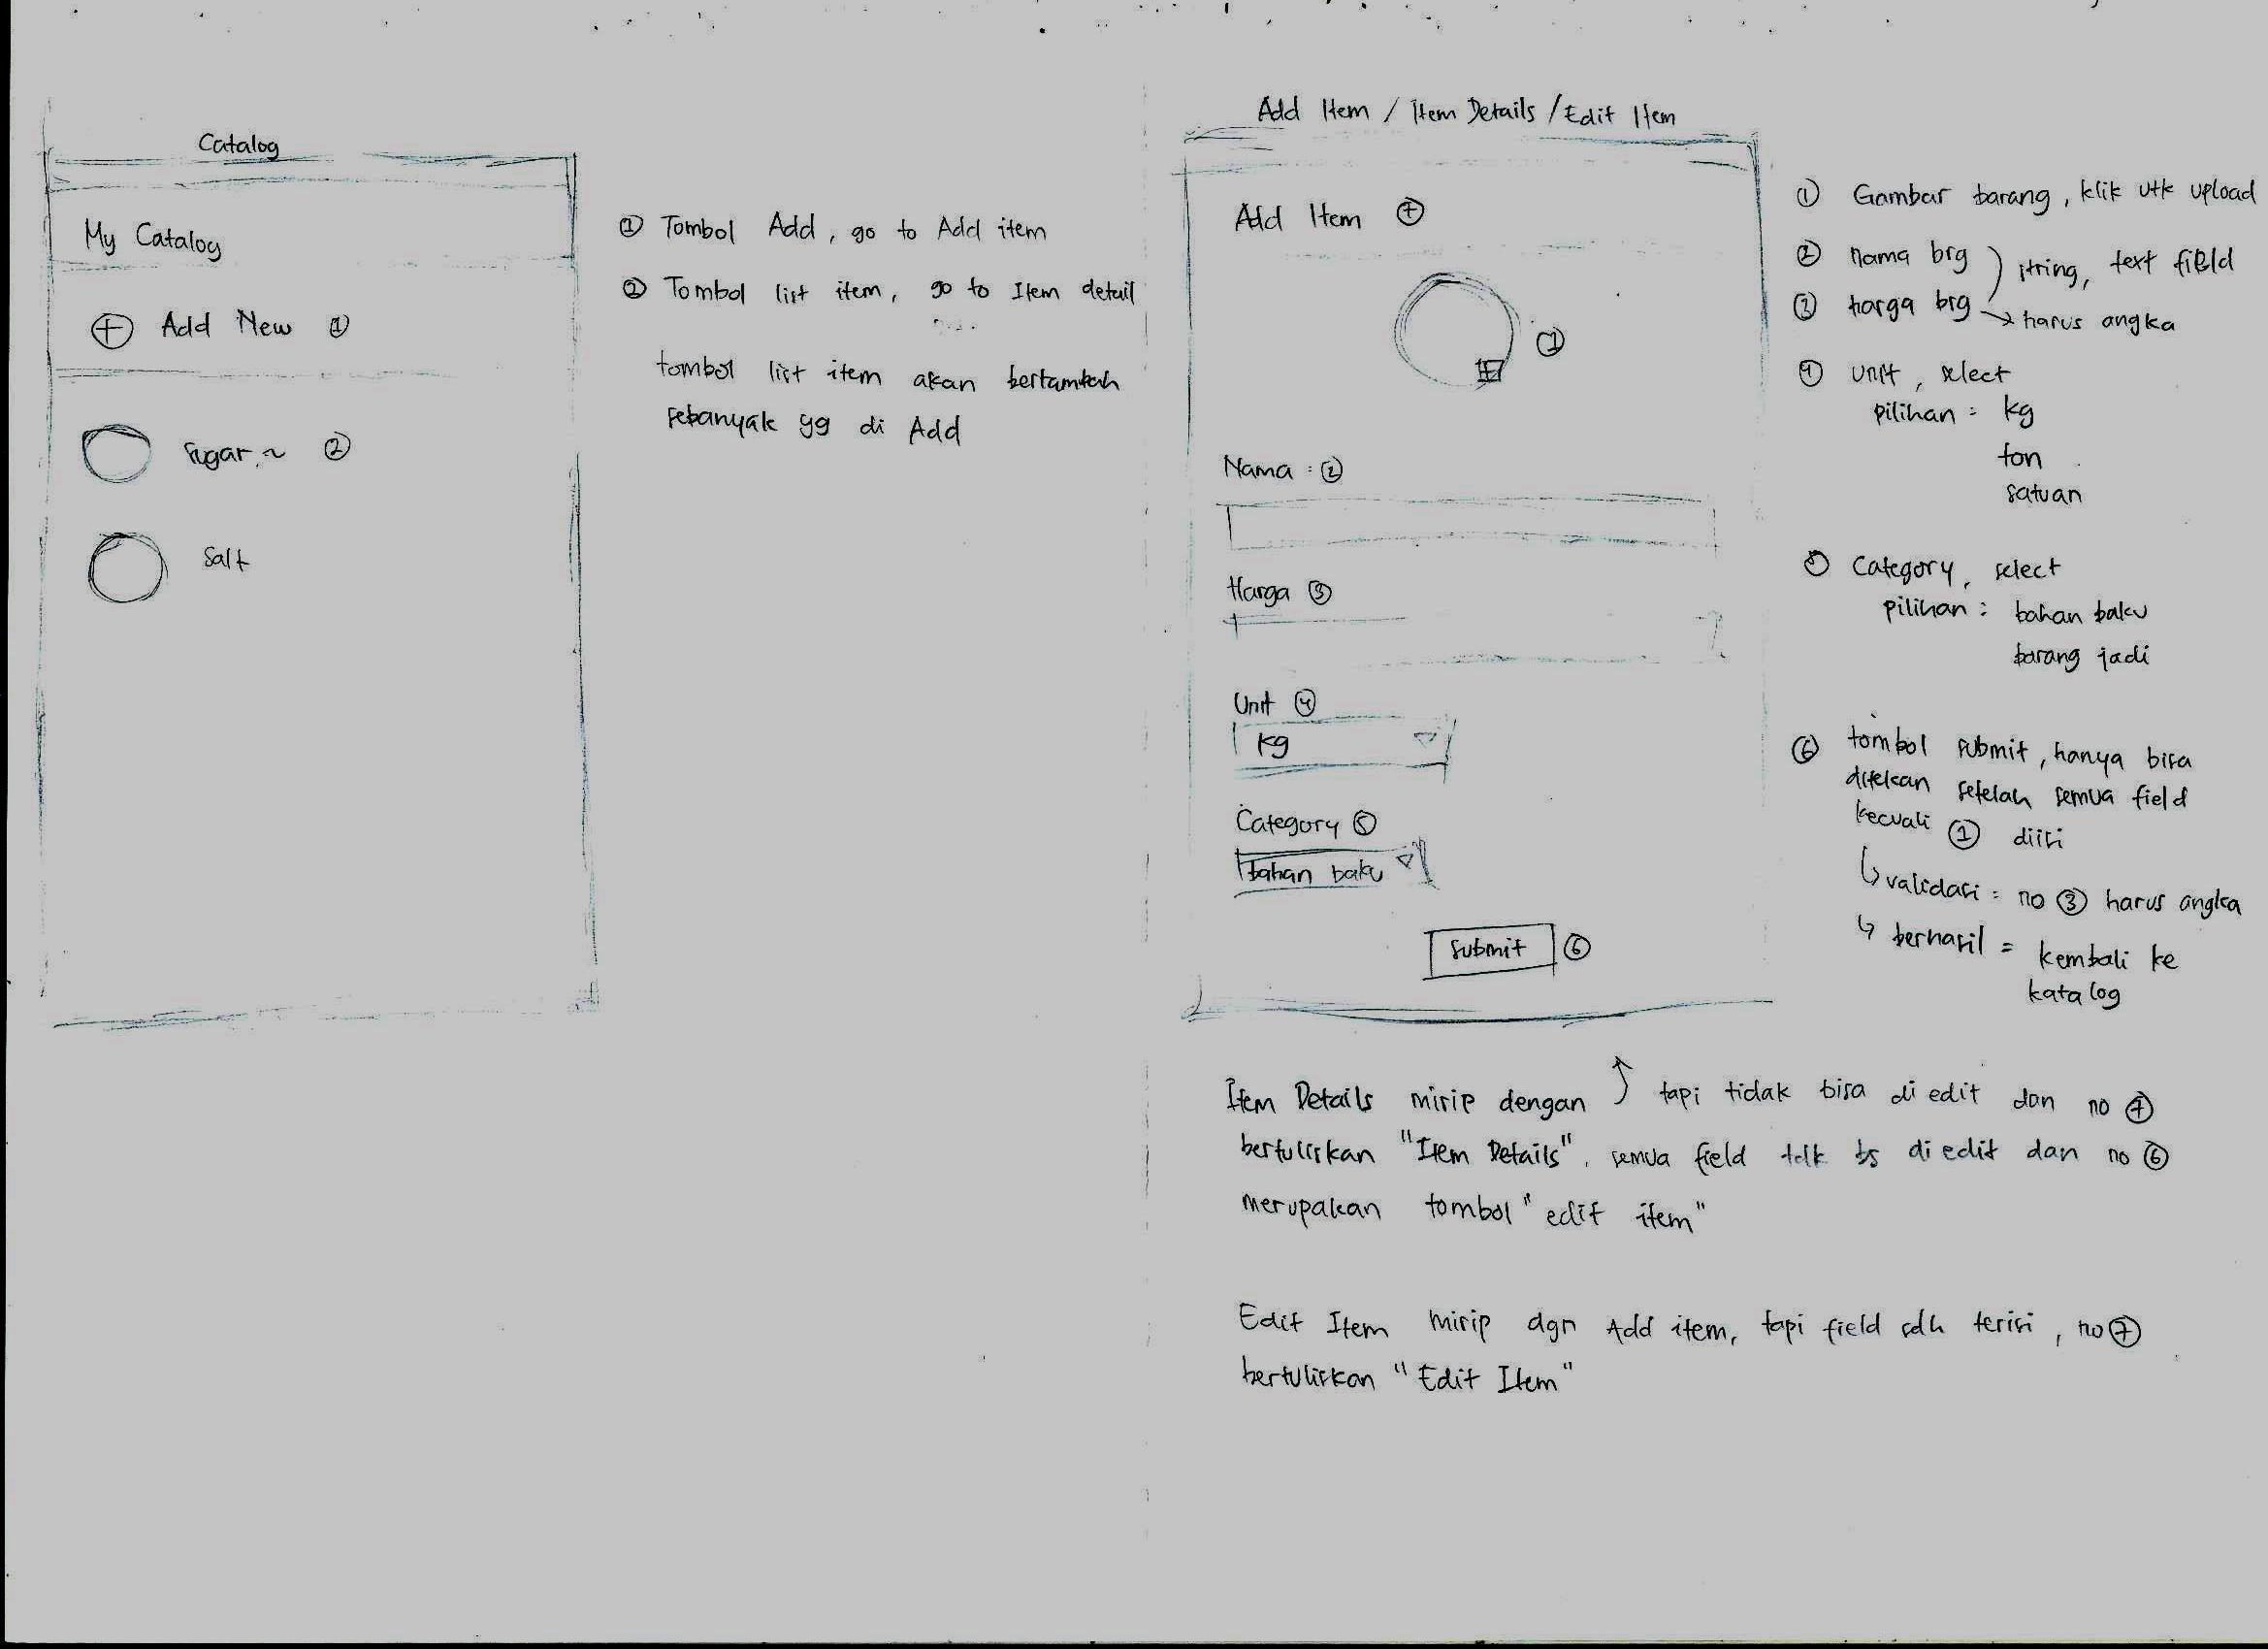 Catalog
My Catalog
Add New ①
Sugar ②
Salt
① Tombol Add, go to Add item
② Tombol list item, go to Item detail
tombol list item akan bertambah
sebanyak yg di Add
Add Item / Item Details / Edit Item
Add Item ⑦
①
Nama : ②
Harga ③
Unit ④
kg
Category ⑤
bahan baku
submit ⑥
① Gambar barang, klik utk upload
② nama brg
string, text field
③ harga brg → harus angka
④ unit, select
pilihan : kg
ton
satuan
⑤ Category, select
pilihan : bahan baku
barang jadi
⑥ tombol submit, hanya bisa
ditekan setelah semua field
kecuali ① diisi
↳ validasi = no ③ harus angka
↳ berhasil = kembali ke
katalog
Item Details mirip dengan ↑ tapi tidak bisa di edit dan no ⑦
bertuliskan "Item Details". semua field tdk bs di edit dan no ⑥
merupakan tombol "edit item"
Edit Item mirip dgn Add item, tapi field sdh terisi, no ⑦
bertuliskan "Edit Item"